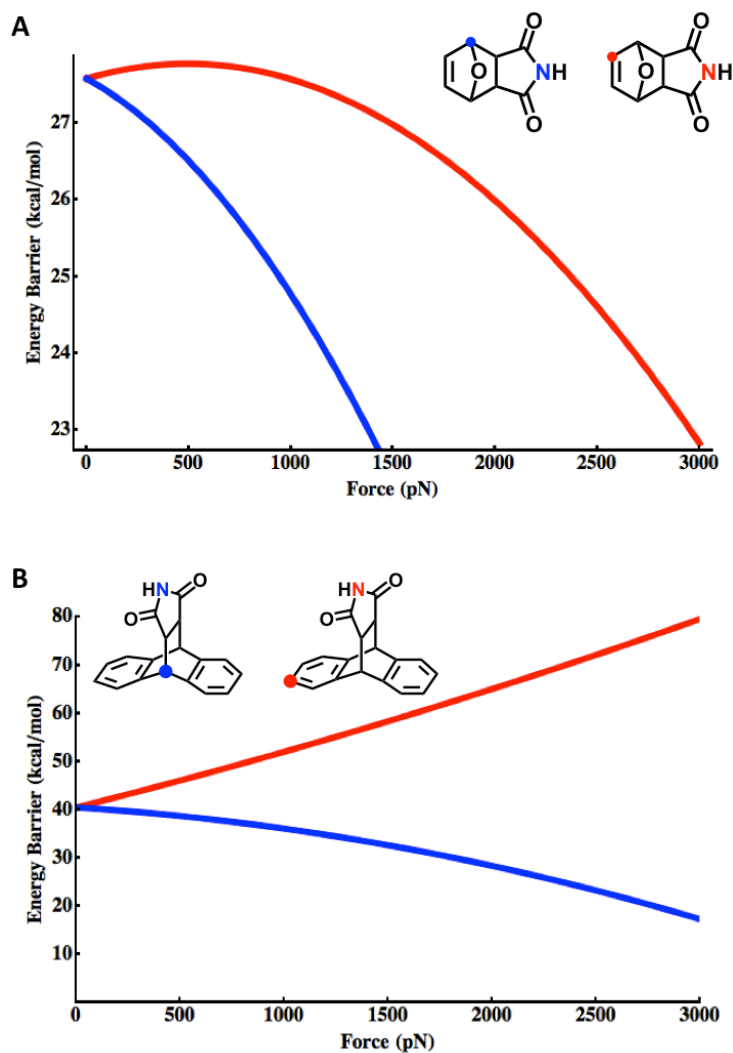 A
O
O
NH
O
O
O
NH
O
27
26
25
24
23
Energy Barrier (kcal/mol)
0 500 1000 1500 2000 2500 3000
Force (pN)
B
HN O
O
HN O
O
80
70
60
50
40
30
20
10
Energy Barrier (kcal/mol)
0 500 1000 1500 2000 2500 3000
Force (pN)